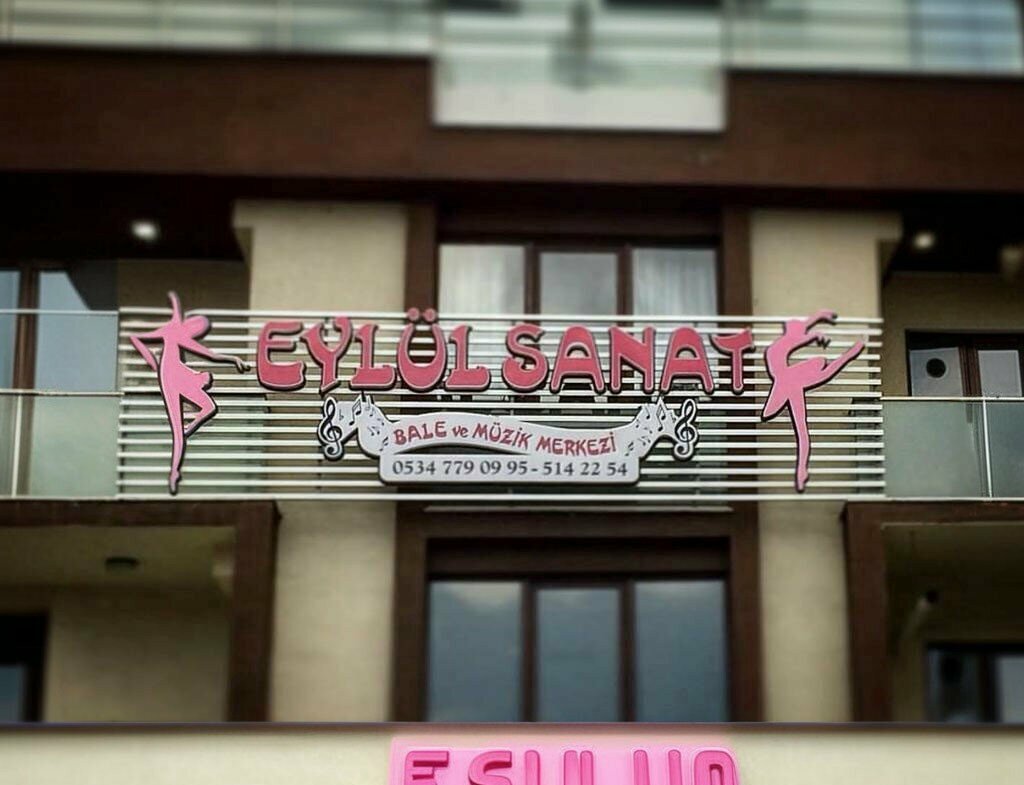 EYLÜL SANAT
BALE ve MÜZİK MERKEZİ
0534 779 09 95 - 514 22 54